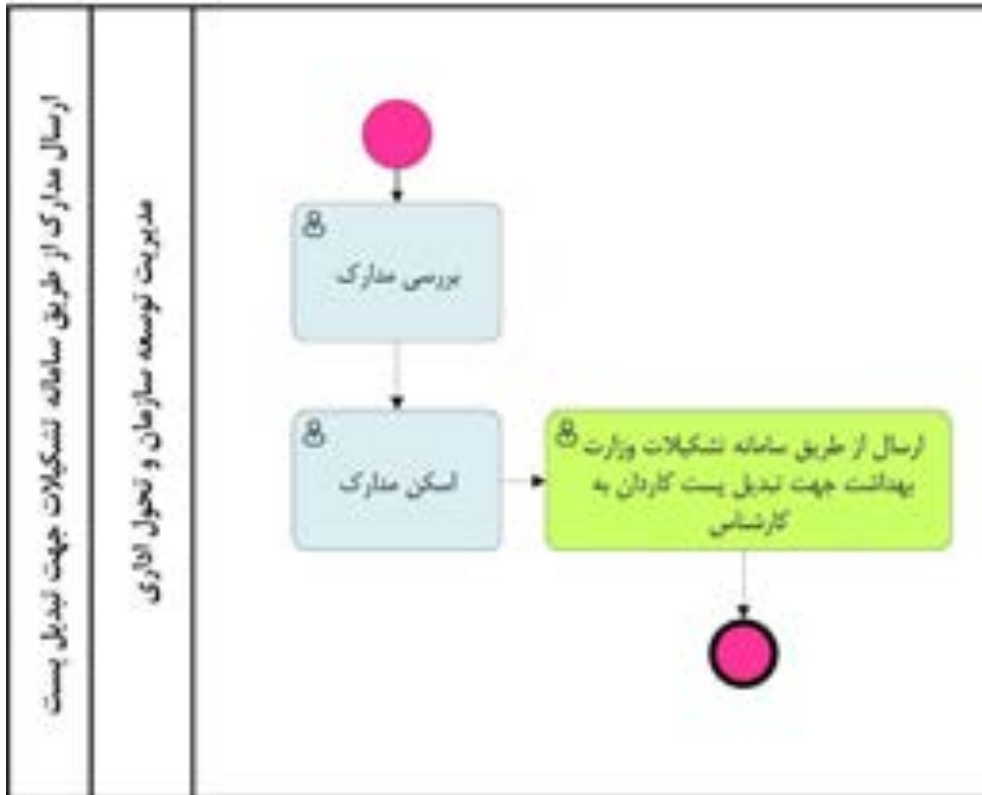 ارسال مدارک از طریق سامانه تشکیلات جهت تبدیل پست
مدیریت توسعه سازمان و تحول اداری
بررسی مدارک
اسکن مدارک
ارسال از طریق سامانه تشکیلات وزارت
بهداشت جهت تبدیل پست کاردان به
کارشناس